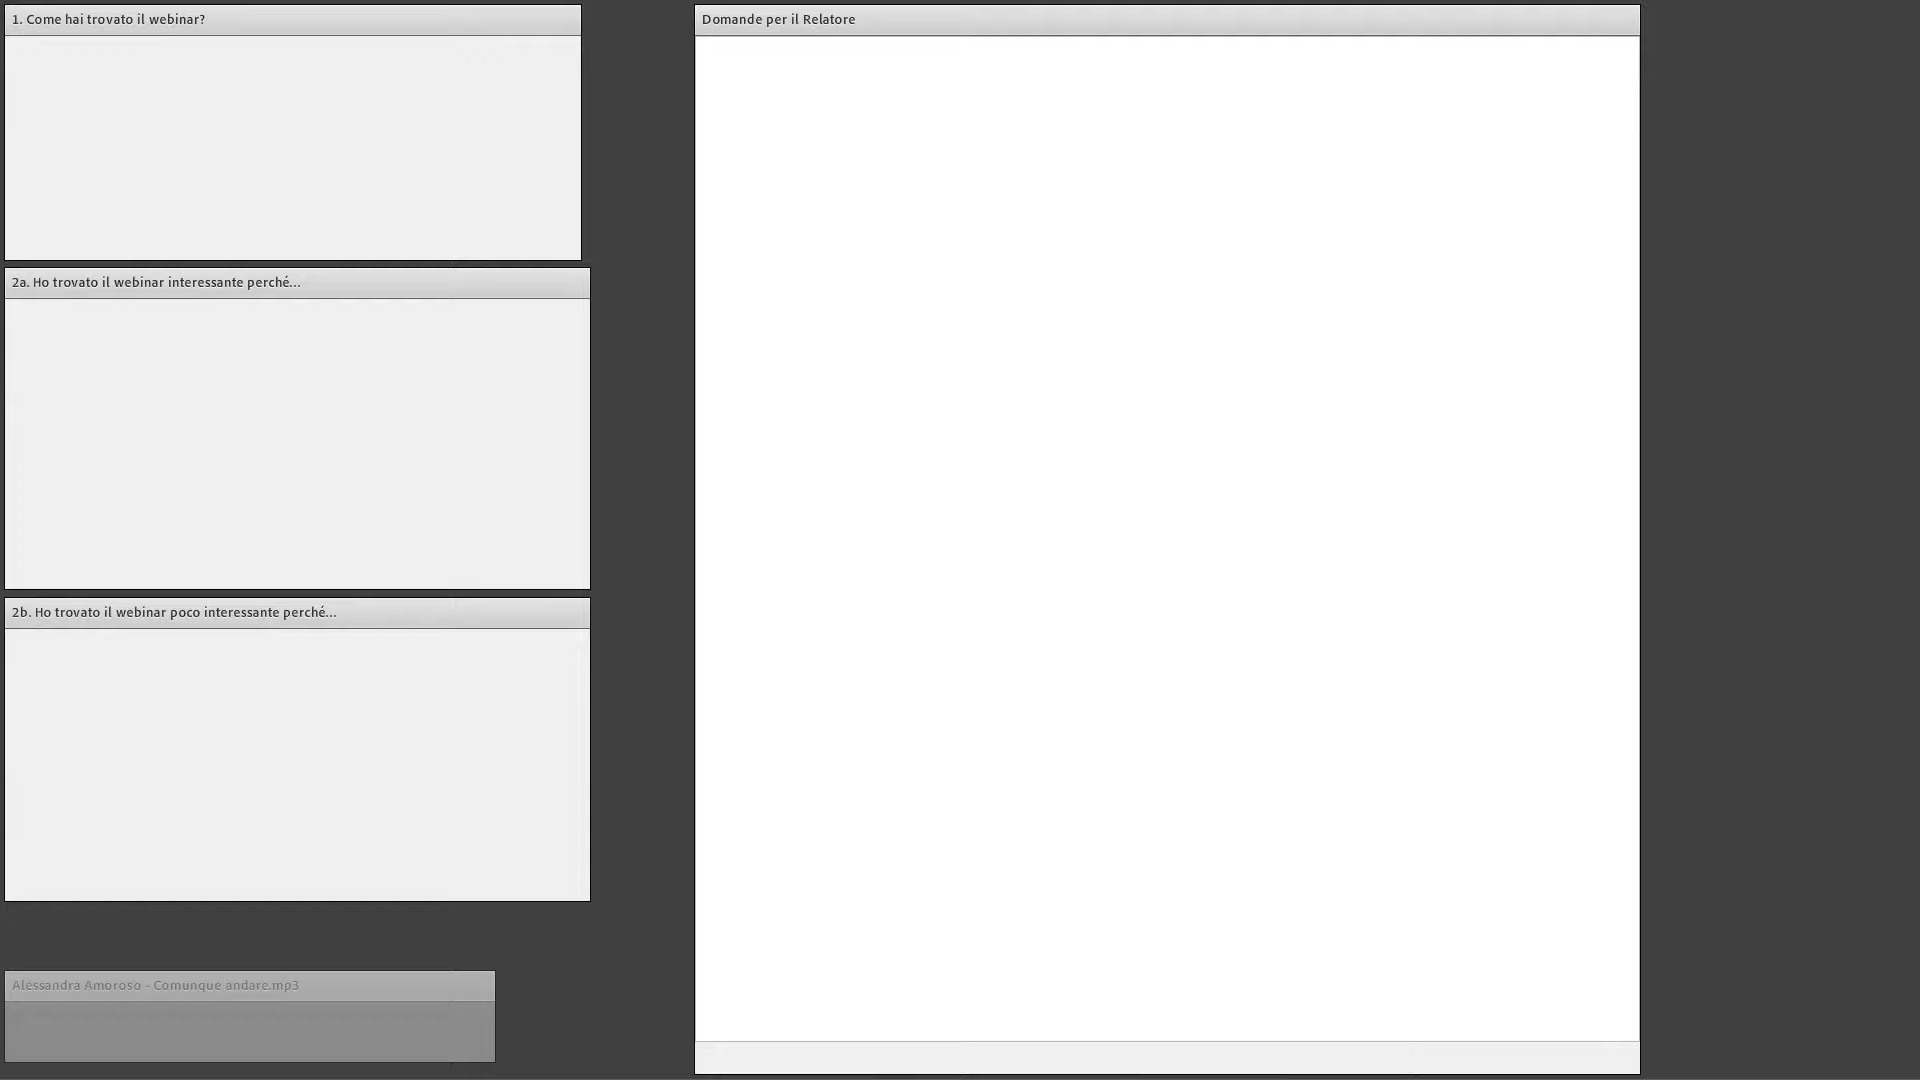 1. Come hai trovato il webinar?
2a. Ho trovato il webinar interessante perché...
2b. Ho trovato il webinar poco interessante perché...
Alessandra Amoroso - Comunque andare.mp3
Domande per il Relatore